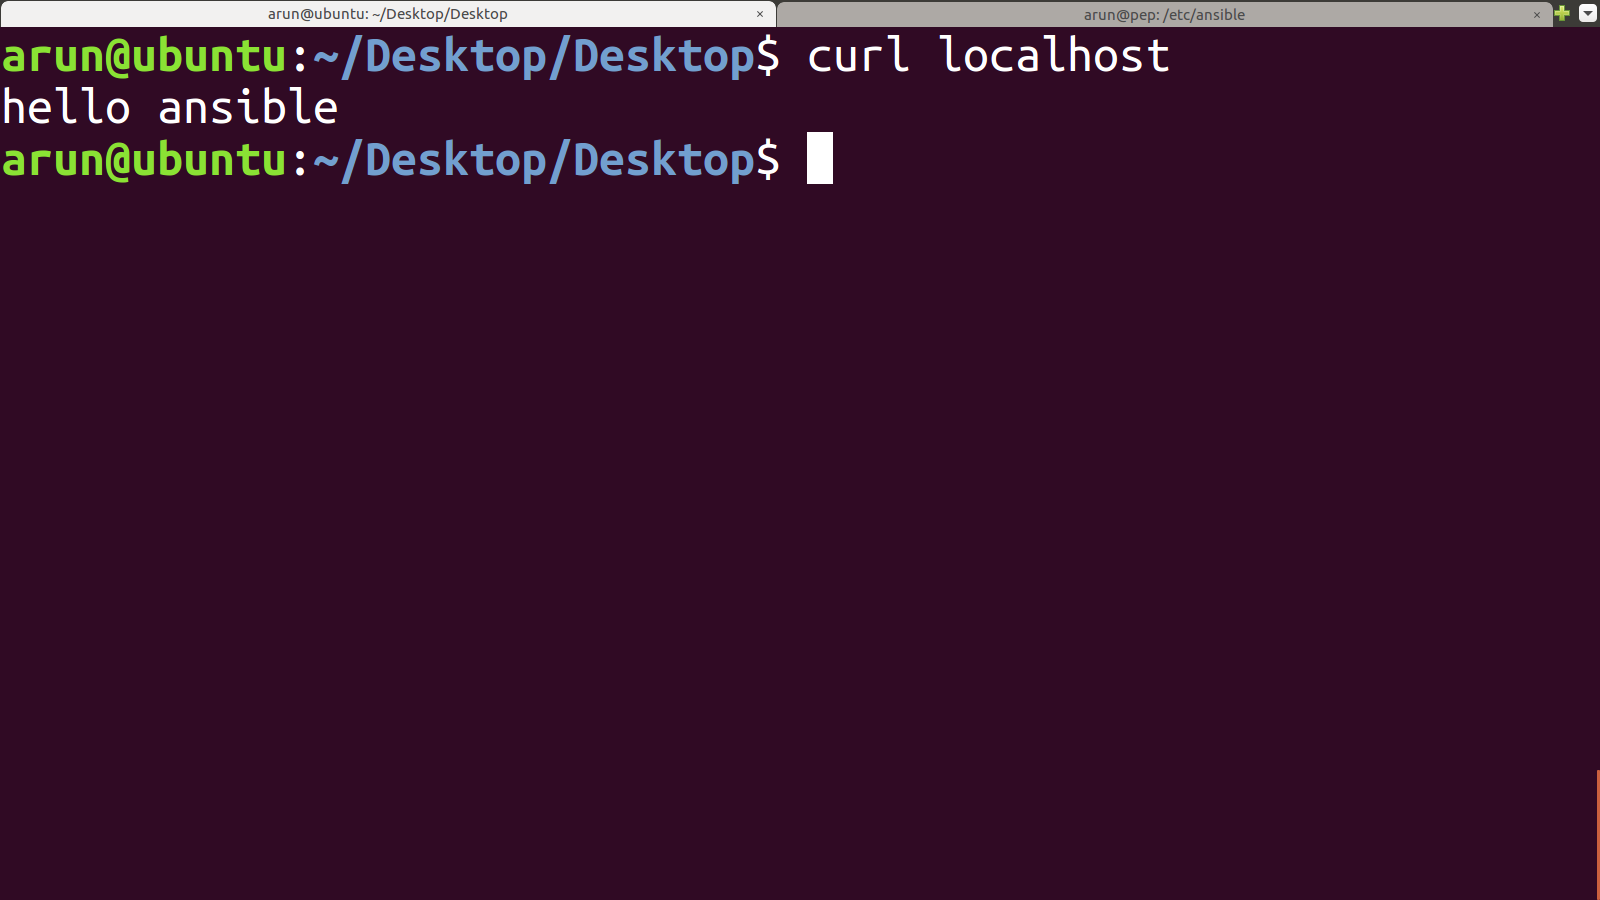 arun@ubuntu: ~/Desktop/Desktop × arun@pep: /etc/ansible ×
arun@ubuntu:~/Desktop/Desktop$ curl localhost
hello ansible
arun@ubuntu:~/Desktop/Desktop$